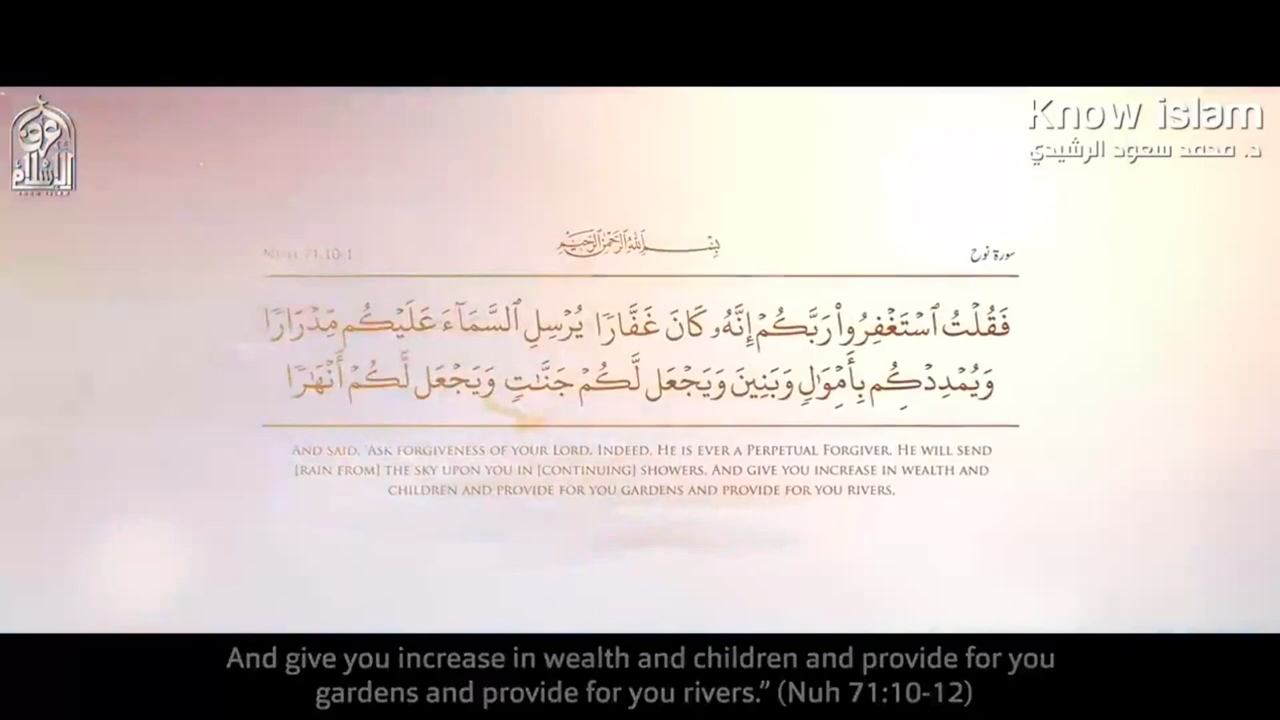 Know islam
د. محمد سعود الرشيدي
KNOW ISLAM
بِسْمِ اللَّهِ الرَّحْمَٰنِ الرَّحِيمِ
سورة نوح
NUH 71:10-1
فَقُلْتُ ٱسْتَغْفِرُوا۟ رَبَّكُمْ إِنَّهُۥ كَانَ غَفَّارًا يُرْسِلِ ٱلسَّمَآءَ عَلَيْكُم مِّدْرَارًا
وَيُمْدِدْكُم بِأَمْوَٰلٍ وَبَنِينَ وَيَجْعَل لَّكُمْ جَنَّٰتٍ وَيَجْعَل لَّكُمْ أَنْهَٰرًا
AND SAID, 'ASK FORGIVENESS OF YOUR LORD. INDEED, HE IS EVER A PERPETUAL FORGIVER. HE WILL SEND
[RAIN FROM] THE SKY UPON YOU IN [CONTINUING] SHOWERS. AND GIVE YOU INCREASE IN WEALTH AND
CHILDREN AND PROVIDE FOR YOU GARDENS AND PROVIDE FOR YOU RIVERS.
And give you increase in wealth and children and provide for you
gardens and provide for you rivers.” (Nuh 71:10-12)